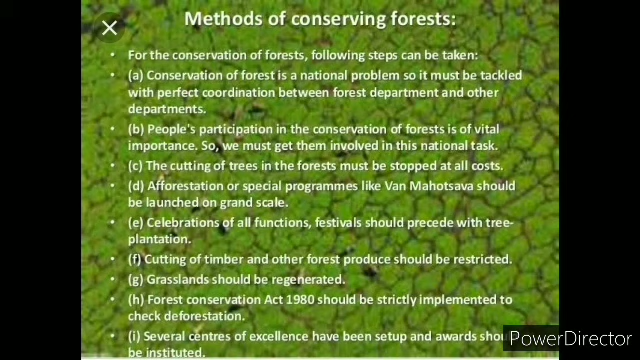 Methods of conserving forests:
• For the conservation of forests, following steps can be taken:
• (a) Conservation of forest is a national problem so it must be tackled
with perfect coordination between forest department and other
departments.
• (b) People's participation in the conservation of forests is of vital
importance. So, we must get them involved in this national task.
• (c) The cutting of trees in the forests must be stopped at all costs.
• (d) Afforestation or special programmes like Van Mahotsava should
be launched on grand scale.
• (e) Celebrations of all functions, festivals should precede with tree-
plantation.
• (f) Cutting of timber and other forest produce should be restricted.
• (g) Grasslands should be regenerated.
• (h) Forest conservation Act 1980 should be strictly implemented to
check deforestation.
• (i) Several centres of excellence have been setup and awards
be instituted.
PowerDirector